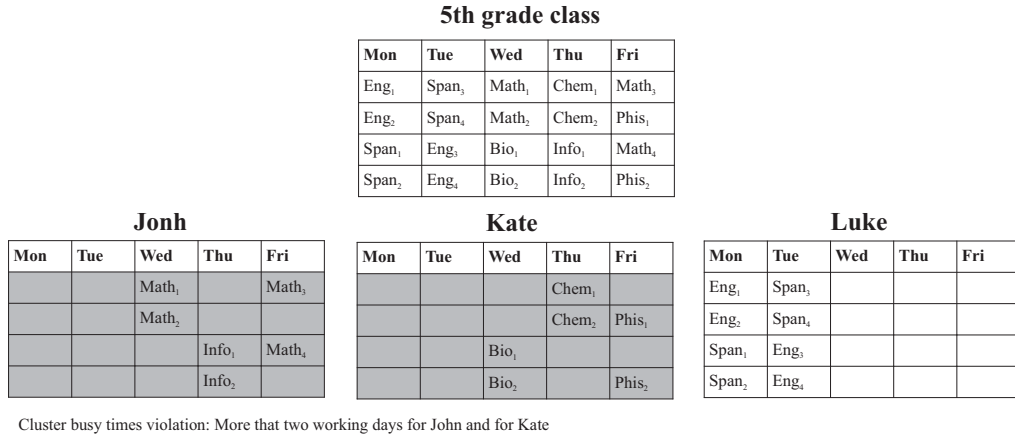 5th grade class
Mon Tue Wed Thu Fri
Eng₁ Span₃ Math₁ Chem₁ Math₃
Eng₂ Span₄ Math₂ Chem₂ Phis₁
Span₁ Eng₃ Bio₁ Info₁ Math₄
Span₂ Eng₄ Bio₂ Info₂ Phis₂
Jonh
Mon Tue Wed Thu Fri
Math₁ Math₃
Math₂
Info₁ Math₄
Info₂
Kate
Mon Tue Wed Thu Fri
Chem₁
Chem₂ Phis₁
Bio₁
Bio₂ Phis₂
Luke
Mon Tue Wed Thu Fri
Eng₁ Span₃
Eng₂ Span₄
Span₁ Eng₃
Span₂ Eng₄
Cluster busy times violation: More that two working days for John and for Kate